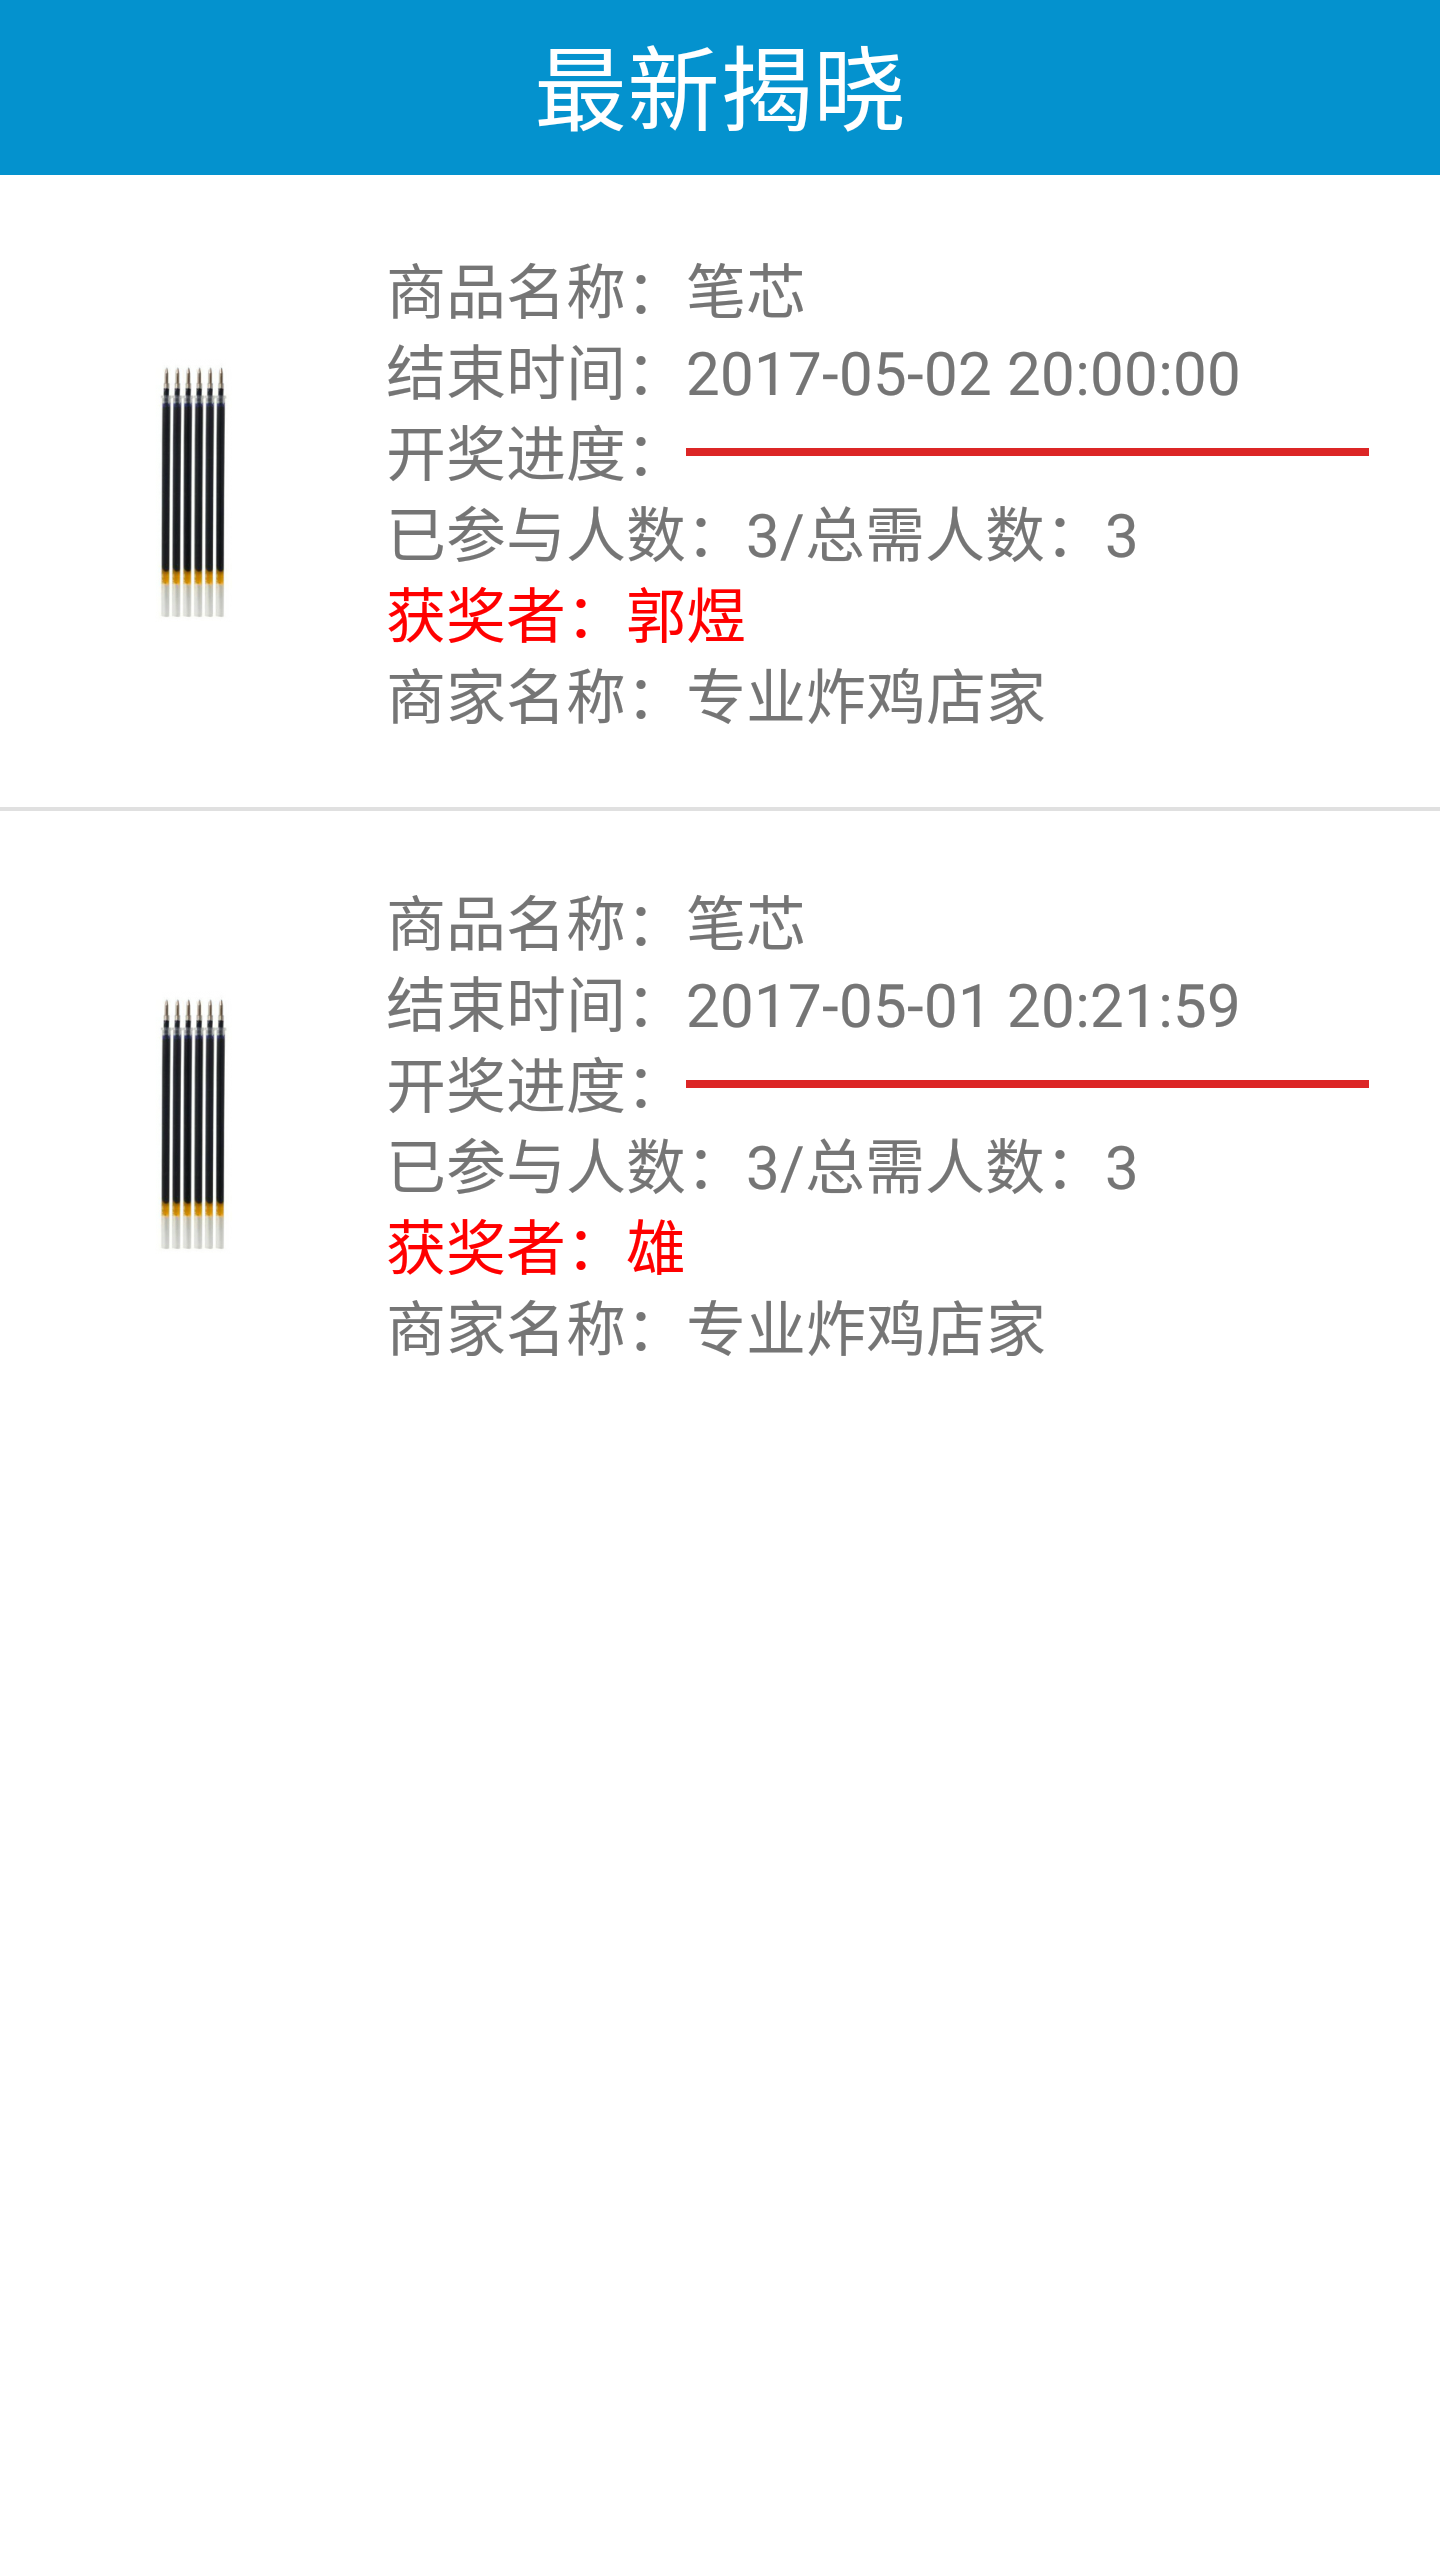 最新揭晓
商品名称：笔芯
结束时间：2017-05-02 20:00:00
开奖进度：
已参与人数：3/总需人数：3
获奖者：郭煜
商家名称：专业炸鸡店家
商品名称：笔芯
结束时间：2017-05-01 20:21:59
开奖进度：
已参与人数：3/总需人数：3
获奖者：雄
商家名称：专业炸鸡店家